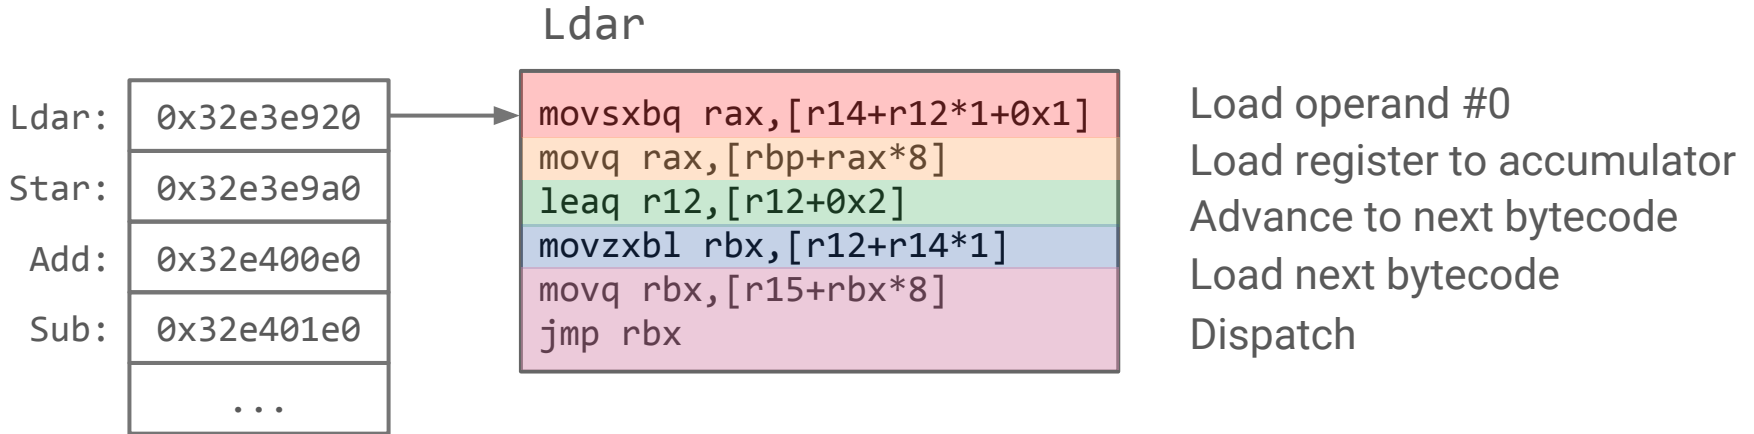 Ldar
Ldar: 0x32e3e920
Star: 0x32e3e9a0
Add: 0x32e400e0
Sub: 0x32e401e0
...
movsxbq rax,[r14+r12*1+0x1]
movq rax,[rbp+rax*8]
leaq r12,[r12+0x2]
movzxbl rbx,[r12+r14*1]
movq rbx,[r15+rbx*8]
jmp rbx
Load operand #0
Load register to accumulator
Advance to next bytecode
Load next bytecode
Dispatch